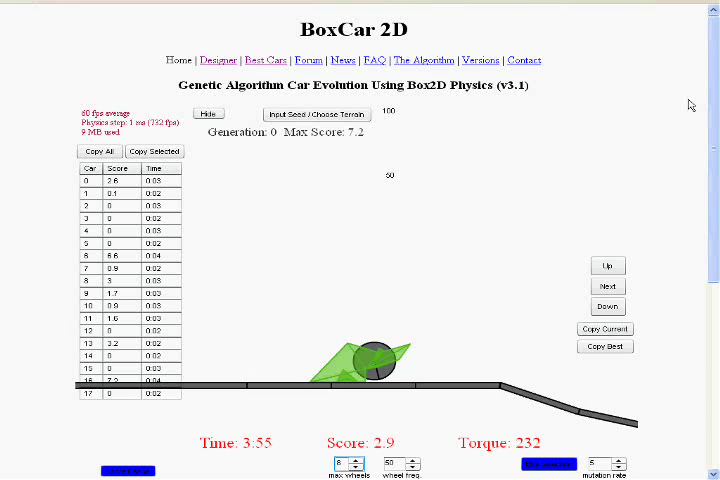 BoxCar 2D
Home | Designer | Best Cars | Forum | News | FAQ | The Algorithm | Versions | Contact
Genetic Algorithm Car Evolution Using Box2D Physics (v3.1)
60 fps average
Physics step: 1 ms (732 fps)
9 MB used
Hide
Input Seed / Choose Terrain
100
Generation: 0 Max Score: 7.2
Copy All
Copy Selected
50
Car Score Time
0 2.6 0:03
1 0.1 0:02
2 0 0:03
3 0 0:02
4 0 0:03
5 0 0:02
6 6.6 0:04
7 0.9 0:02
8 3 0:03
9 1.7 0:03
10 0.9 0:03
11 1.6 0:03
12 0 0:02
13 3.2 0:02
14 0 0:02
15 0 0:03
16 7.2 0:04
17 0 0:02
Up
Next
Down
Copy Current
Copy Best
Time: 3:55 Score: 2.9 Torque: 232
8 50 5
max wheels wheel freq. mutation rate